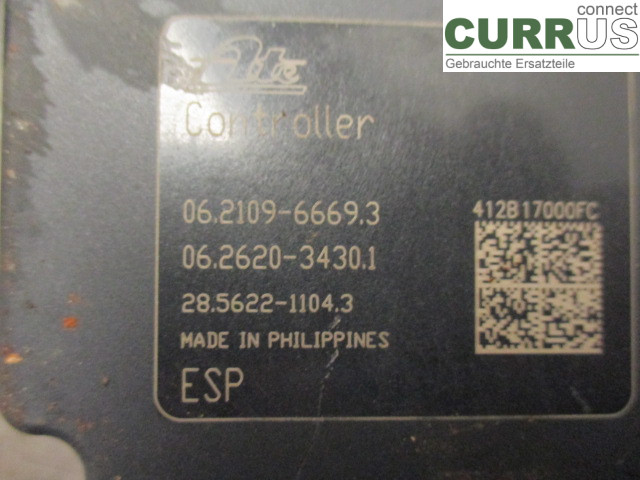 connect
CURRUS
Gebrauchte Ersatzteile
Ate
Controller
06.2109-6669.3
412B17000FC
06.2620-3430.1
28.5622-1104.3
MADE IN PHILIPPINES
ESP